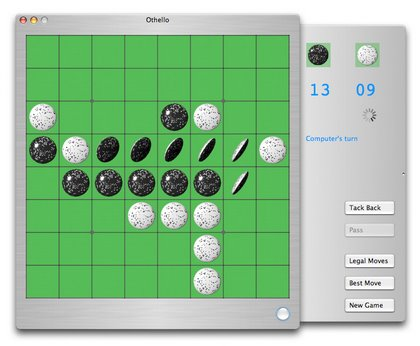 Othello
13 09
Computer's turn
Tack Back
Pass
Legal Moves
Best Move
New Game